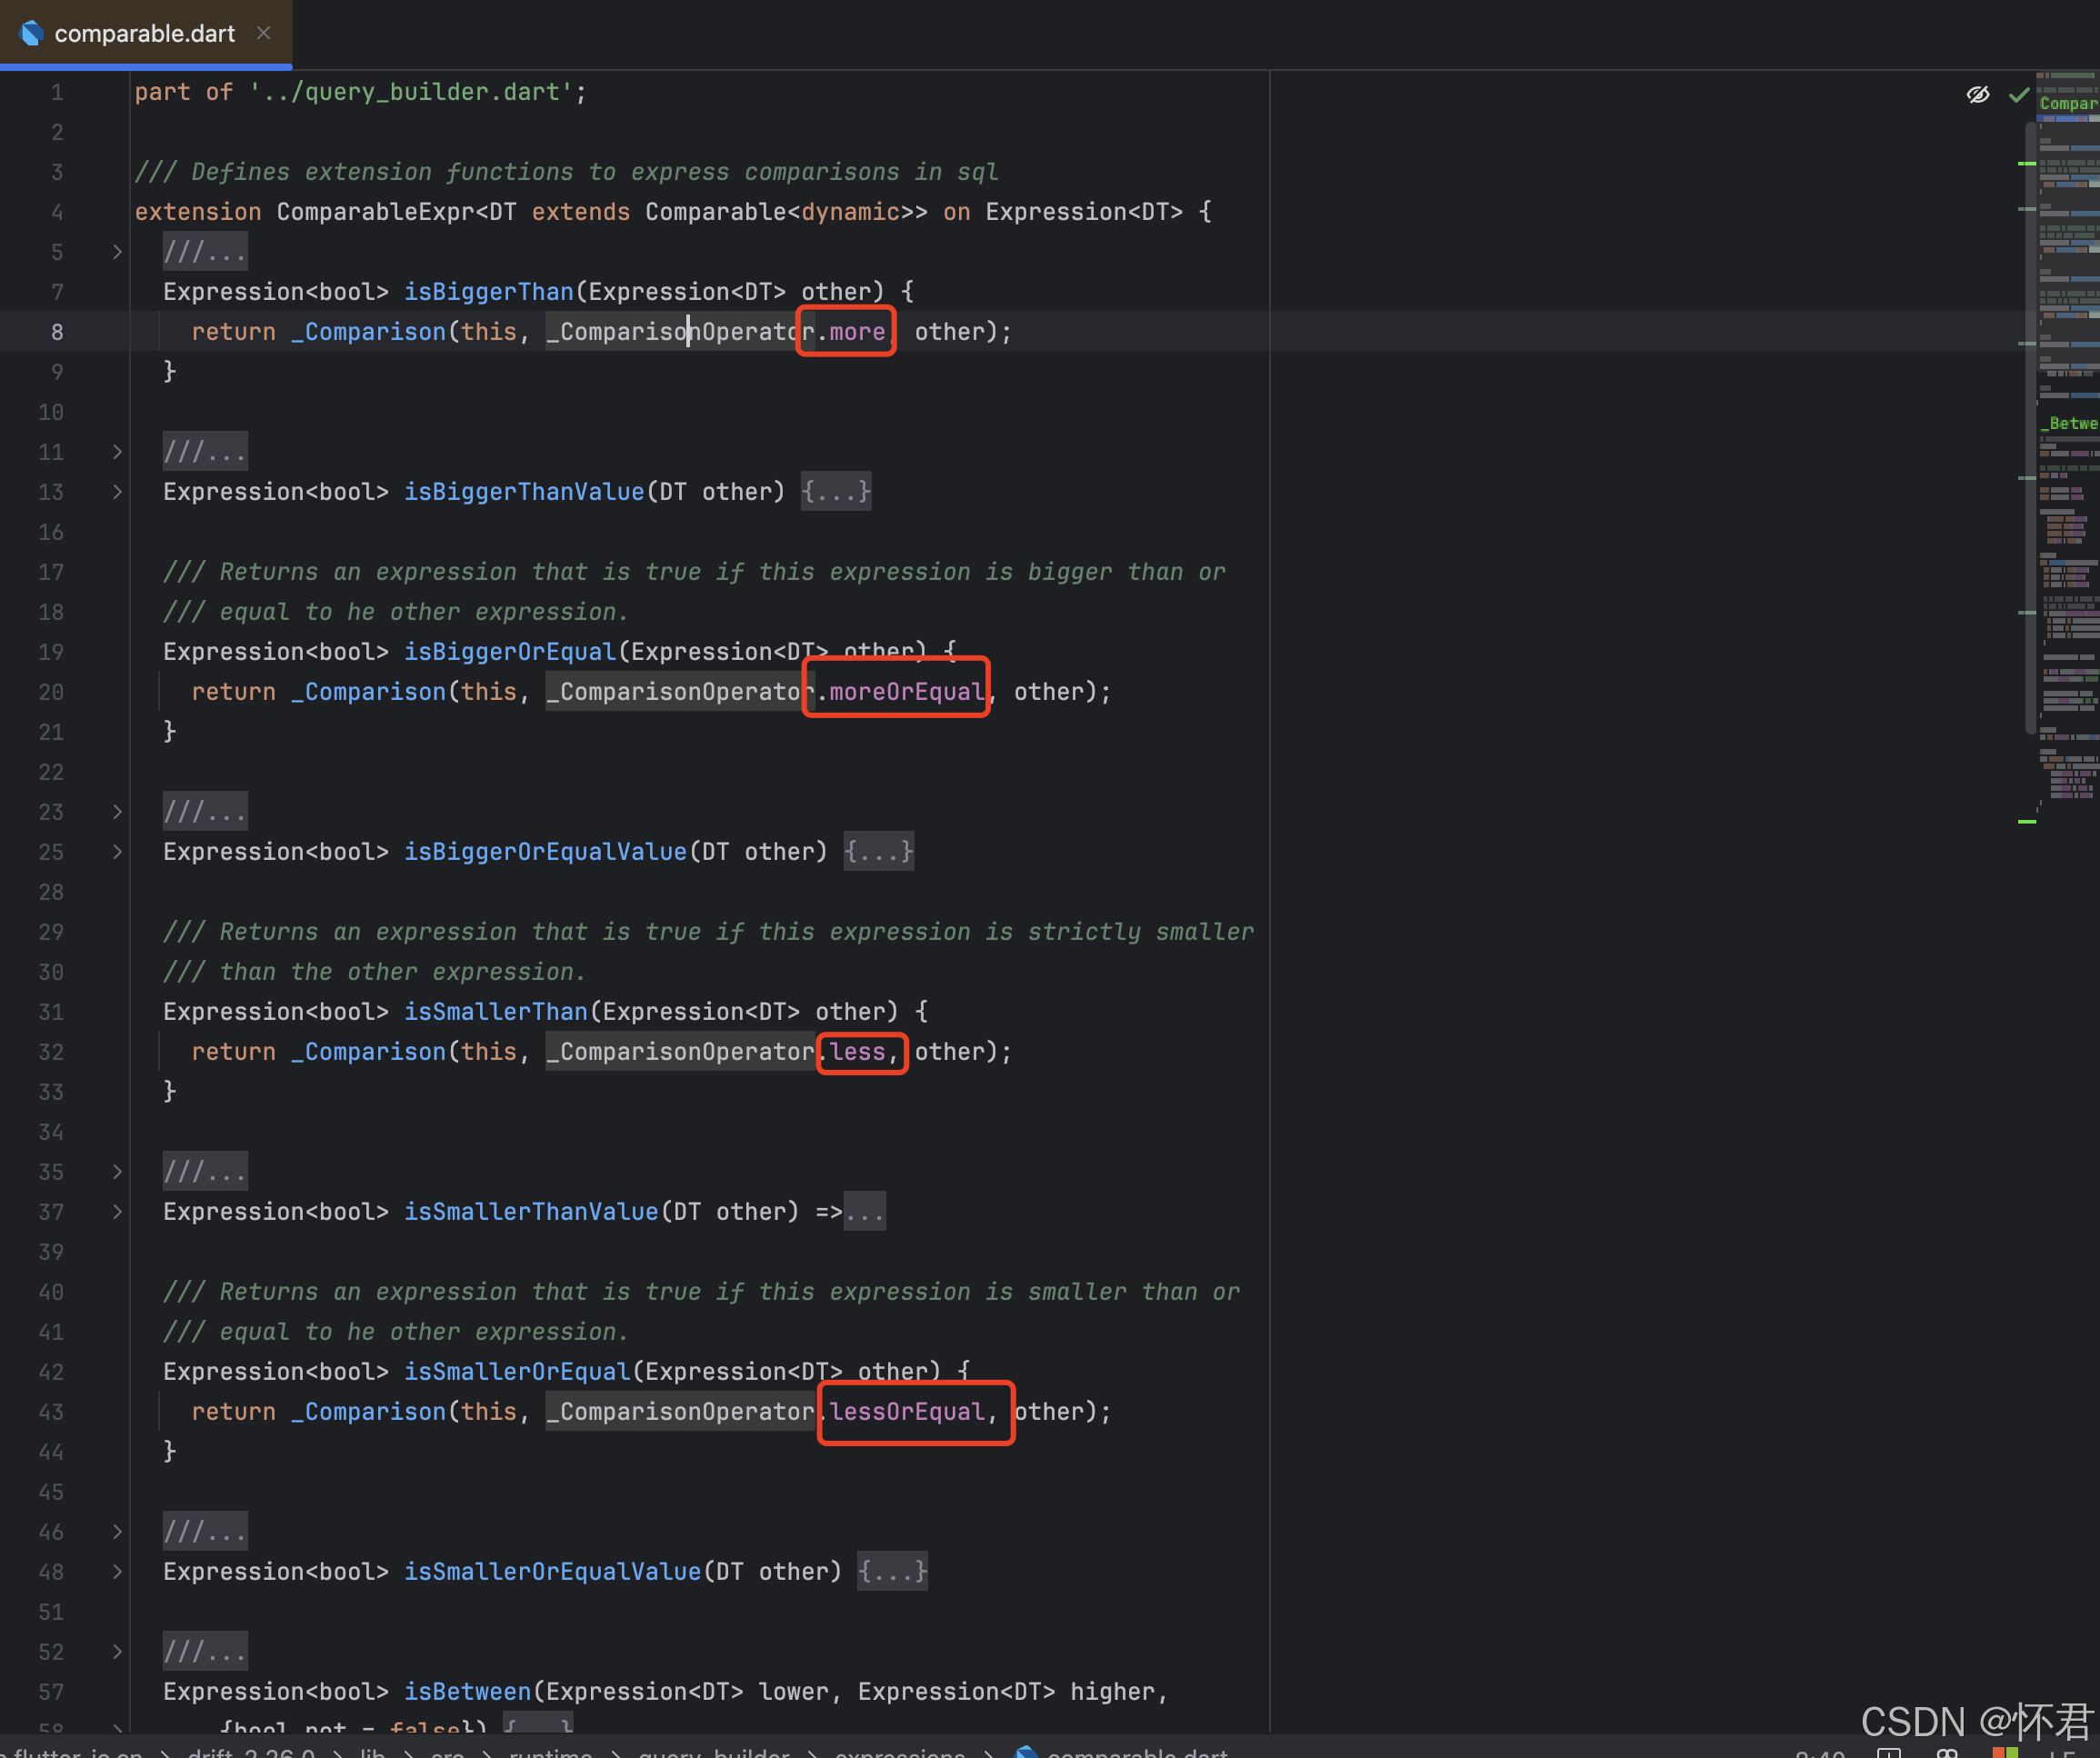 comparable.dart
1 part of '../query_builder.dart';
2
3 /// Defines extension functions to express comparisons in sql
4 extension ComparableExpr<DT extends Comparable<dynamic>> on Expression<DT> {
5 ///...
7 Expression<bool> isBiggerThan(Expression<DT> other) {
8 return _Comparison(this, _ComparisonOperator.more, other);
9 }
10
11 ///...
13 Expression<bool> isBiggerThanValue(DT other) {...}
16
17 /// Returns an expression that is true if this expression is bigger than or
18 /// equal to he other expression.
19 Expression<bool> isBiggerOrEqual(Expression<DT> other) {
20 return _Comparison(this, _ComparisonOperator.moreOrEqual, other);
21 }
22
23 ///...
25 Expression<bool> isBiggerOrEqualValue(DT other) {...}
28
29 /// Returns an expression that is true if this expression is strictly smaller
30 /// than the other expression.
31 Expression<bool> isSmallerThan(Expression<DT> other) {
32 return _Comparison(this, _ComparisonOperator.less, other);
33 }
34
35 ///...
37 Expression<bool> isSmallerThanValue(DT other) =>...
39
40 /// Returns an expression that is true if this expression is smaller than or
41 /// equal to he other expression.
42 Expression<bool> isSmallerOrEqual(Expression<DT> other) {
43 return _Comparison(this, _ComparisonOperator.lessOrEqual, other);
44 }
45
46 ///...
48 Expression<bool> isSmallerOrEqualValue(DT other) {...}
51
52 ///...
57 Expression<bool> isBetween(Expression<DT> lower, Expression<DT> higher,
58 {bool not = false}) {...}
Compar
_Betwe
CSDN @怀君
drift-2.26.0 > lib > src > runtime > query_builder > expressions > comparable.dart
8:40